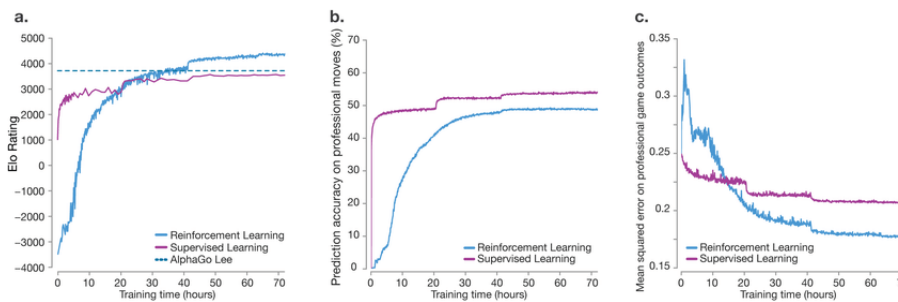 a.
Elo Rating
5000
4000
3000
2000
1000
0
−1000
−2000
−3000
−4000
0
10
20
30
40
50
60
70
Training time (hours)
Reinforcement Learning
Supervised Learning
AlphaGo Lee
b.
Prediction accuracy on professional moves (%)
70
60
50
40
30
20
10
0
0
10
20
30
40
50
60
70
Training time (hours)
Reinforcement Learning
Supervised Learning
c.
Mean squared error on professional game outcomes
0.35
0.3
0.25
0.2
0.15
0
10
20
30
40
50
60
Training time (hours)
Reinforcement Learning
Supervised Learning